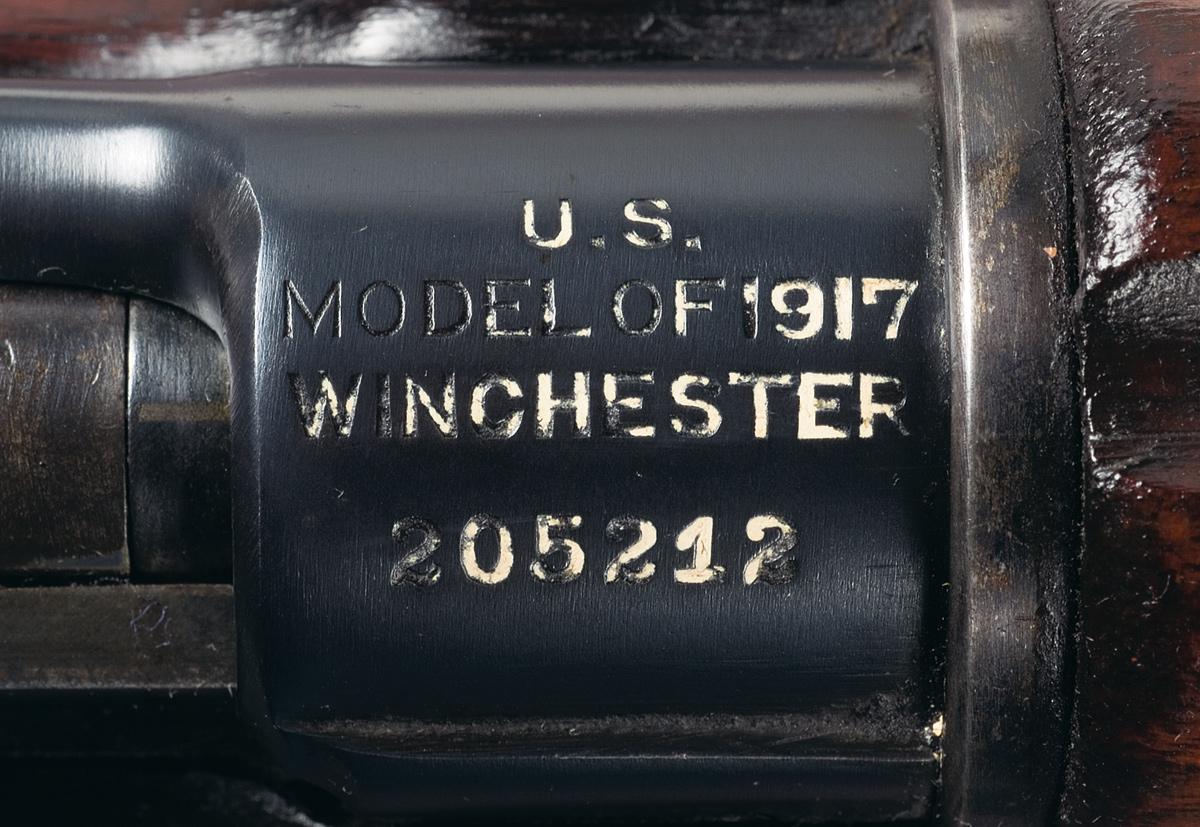 U.S.
MODEL OF 1917
WINCHESTER
205212